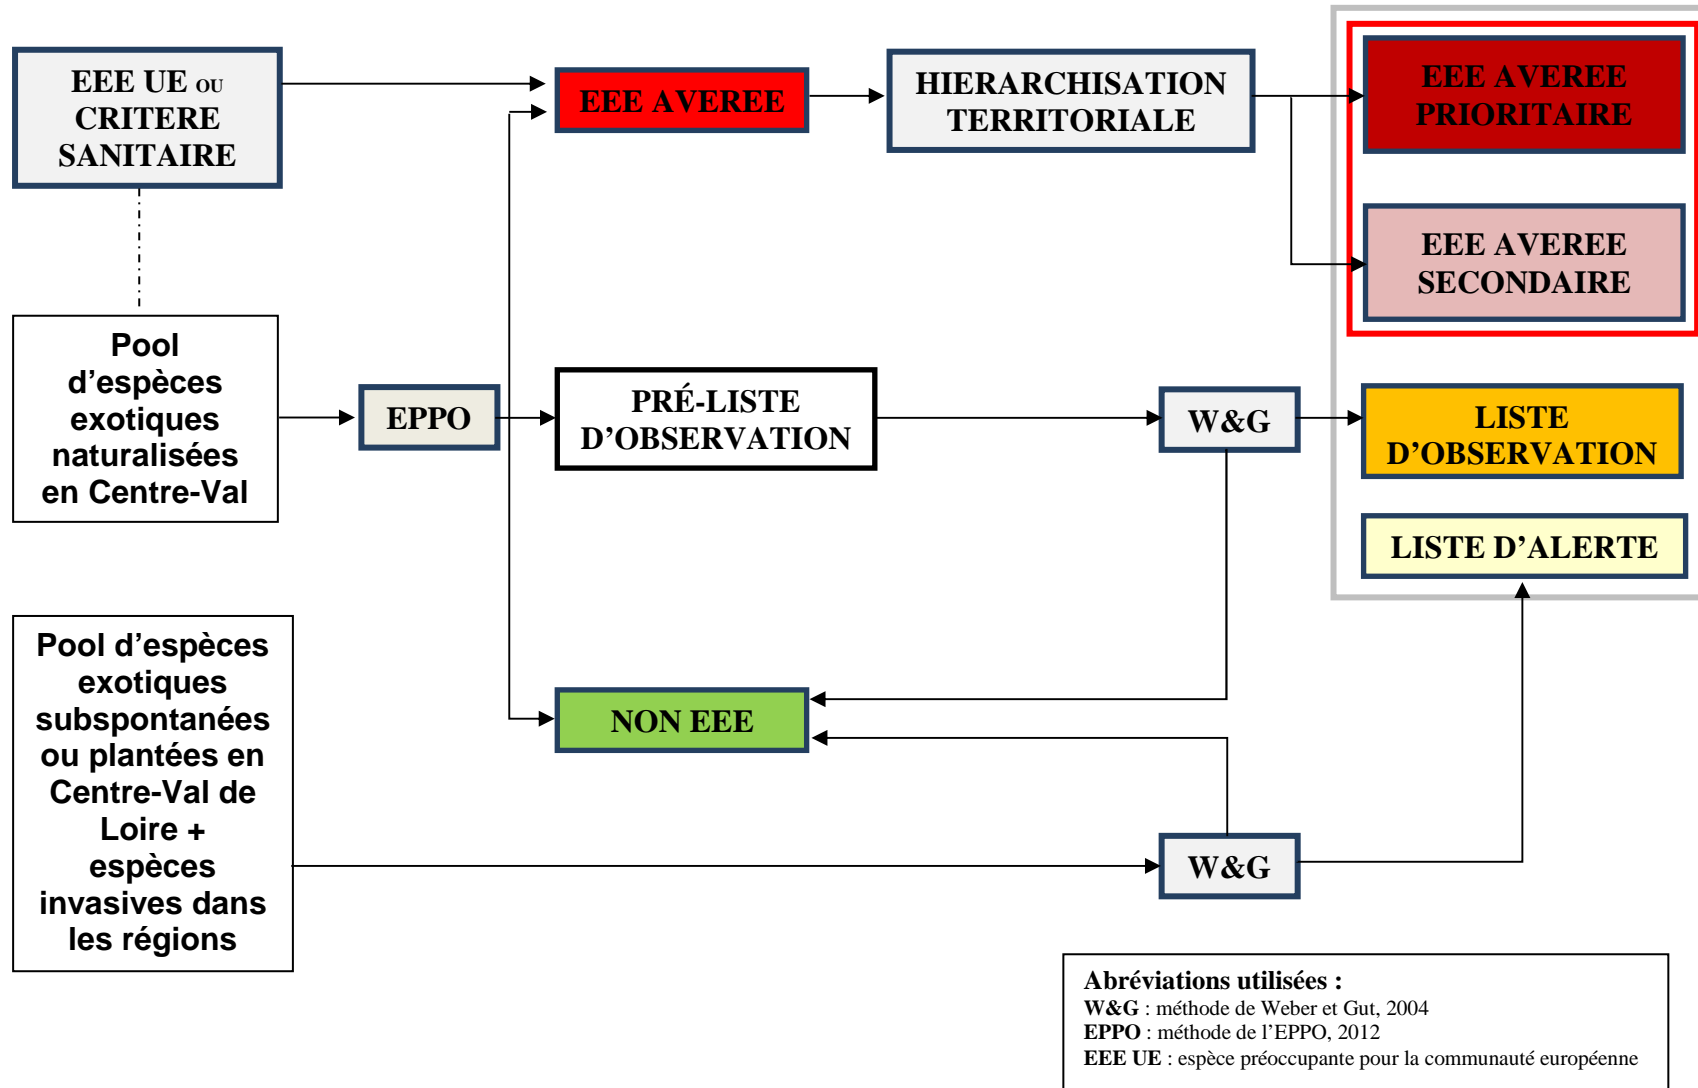 EEE UE OU
CRITERE
SANITAIRE
EEE AVEREE
HIERARCHISATION
TERRITORIALE
EEE AVEREE
PRIORITAIRE
EEE AVEREE
SECONDAIRE
Pool
d’espèces
exotiques
naturalisées
en Centre-Val
EPPO
PRÉ-LISTE
D’OBSERVATION
W&G
LISTE
D’OBSERVATION
LISTE D’ALERTE
Pool d’espèces
exotiques
subspontanées
ou plantées en
Centre-Val de
Loire +
espèces
invasives dans
les régions
NON EEE
W&G
Abréviations utilisées :
W&G : méthode de Weber et Gut, 2004
EPPO : méthode de l’EPPO, 2012
EEE UE : espèce préoccupante pour la communauté européenne